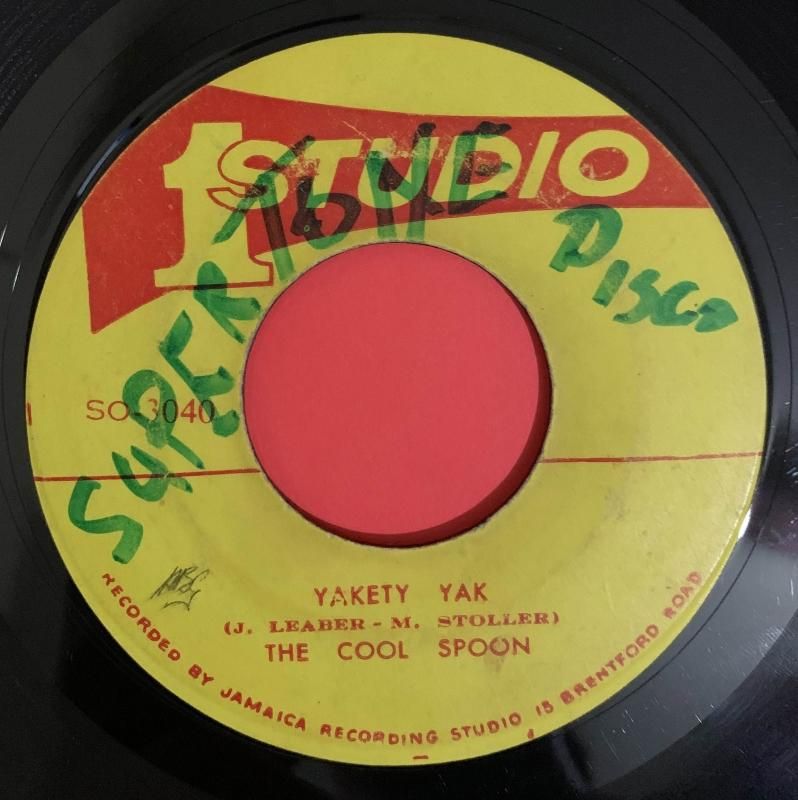 1 STUDIO
SUPER TONE DISCO
SO-3040
YAKETY YAK
(J. LEABER - M. STOLLER)
THE COOL SPOON
RECORDED BY JAMAICA RECORDING STUDIO 13 BRENTFORD ROAD